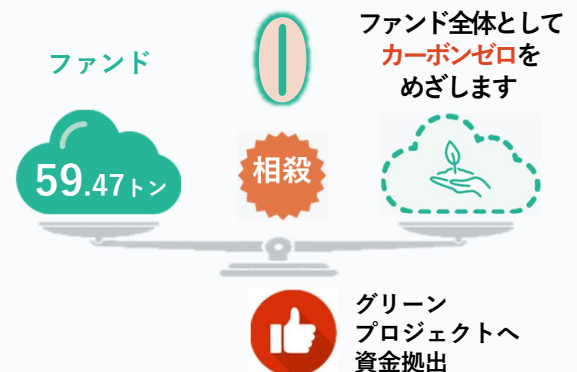 ファンド
ファンド全体として
カーボンゼロを
めざします
59.47トン
相殺
グリーン
プロジェクトへ
資金拠出